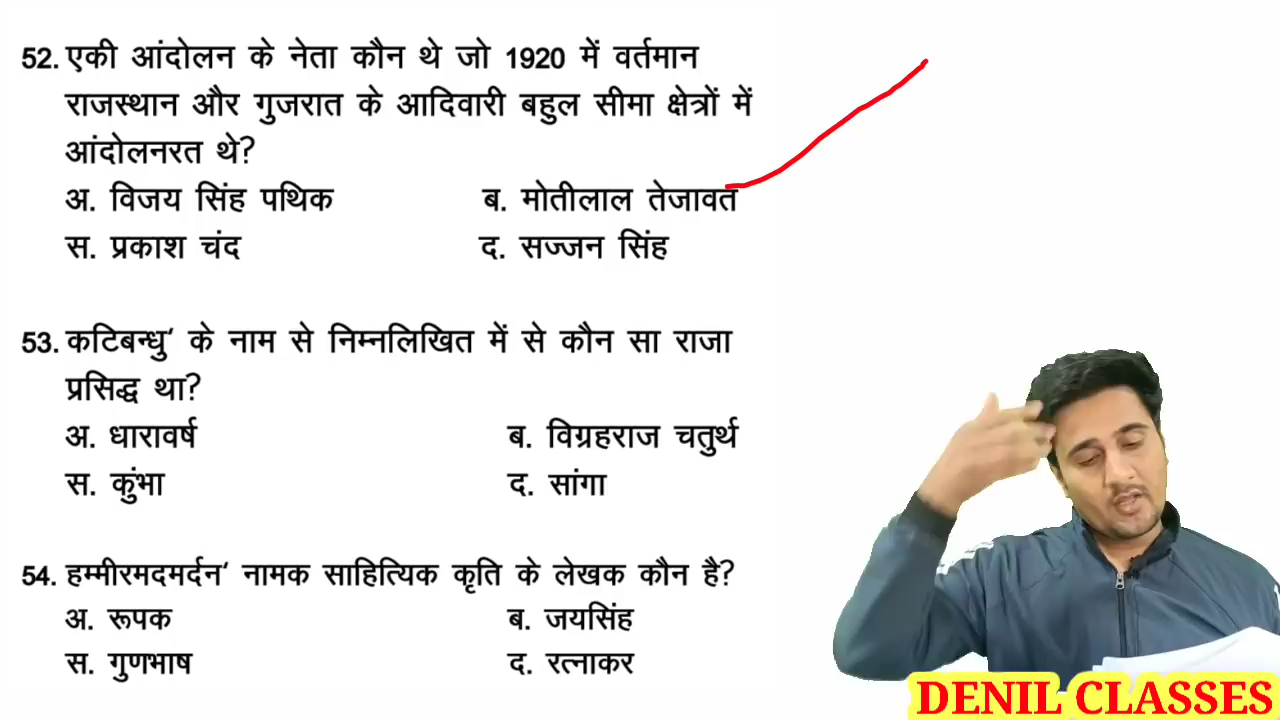 52. एकी आंदोलन के नेता कौन थे जो 1920 में वर्तमान
राजस्थान और गुजरात के आदिवारी बहुल सीमा क्षेत्रों में
आंदोलनरत थे?
अ. विजय सिंह पथिक ब. मोतीलाल तेजावत
स. प्रकाश चंद द. सज्जन सिंह
53. कटिबन्धु‘ के नाम से निम्नलिखित में से कौन सा राजा
प्रसिद्ध था?
अ. धारावर्ष ब. विग्रहराज चतुर्थ
स. कुंभा द. सांगा
54. हम्मीरमदमर्दन‘ नामक साहित्यिक कृति के लेखक कौन है?
अ. रूपक ब. जयसिंह
स. गुणभाष द. रत्नाकर
DENIL CLASSES